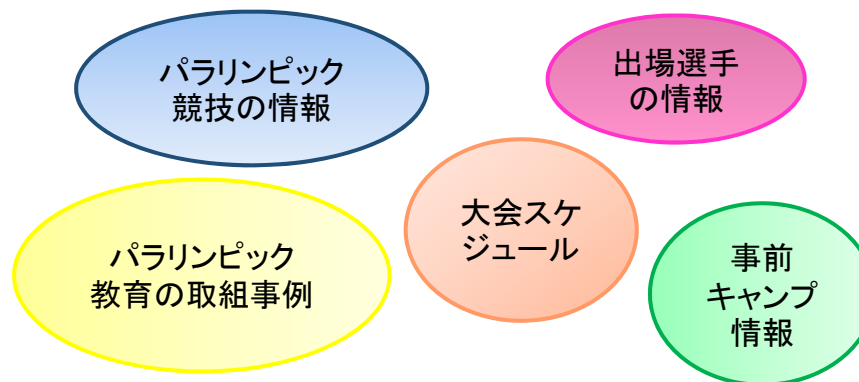 パラリンピック
競技の情報
出場選手
の情報
大会スケ
ジュール
パラリンピック
教育の取組事例
事前
キャンプ
情報